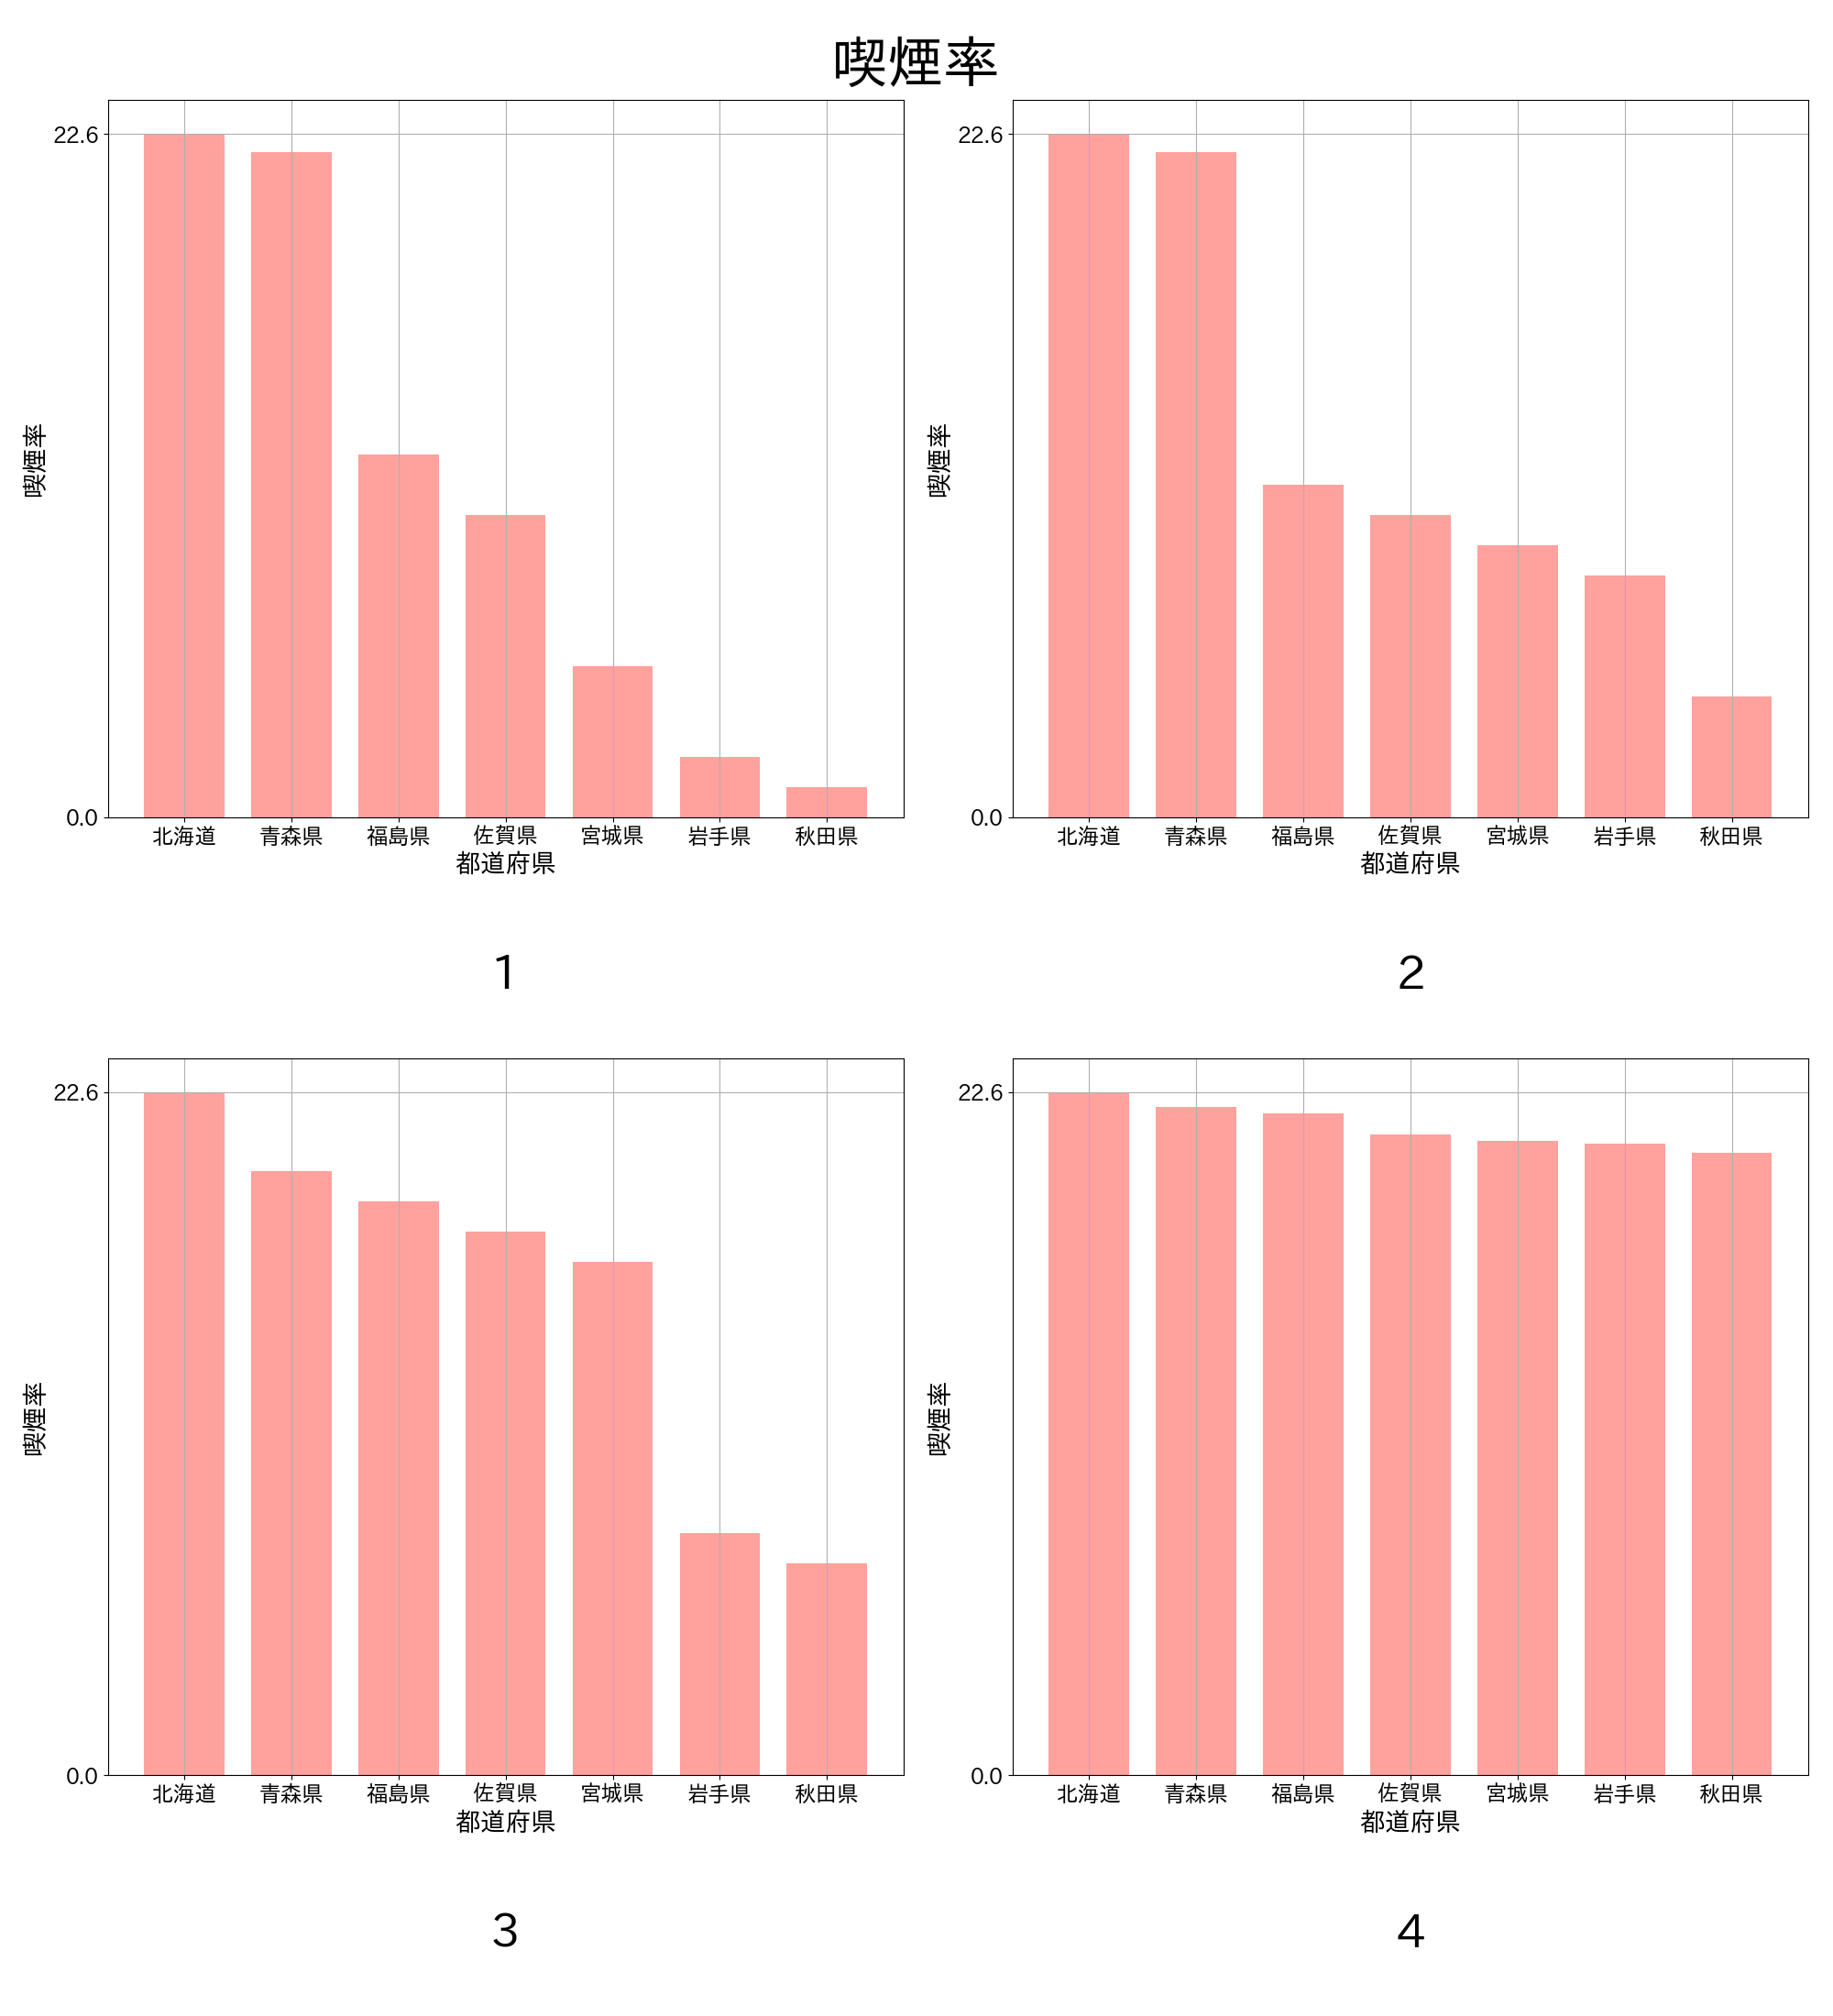 喫煙率
22.6
喫煙率
0.0
北海道 青森県 福島県 佐賀県 宮城県 岩手県 秋田県
都道府県
1
22.6
喫煙率
0.0
北海道 青森県 福島県 佐賀県 宮城県 岩手県 秋田県
都道府県
2
22.6
喫煙率
0.0
北海道 青森県 福島県 佐賀県 宮城県 岩手県 秋田県
都道府県
3
22.6
喫煙率
0.0
北海道 青森県 福島県 佐賀県 宮城県 岩手県 秋田県
都道府県
4